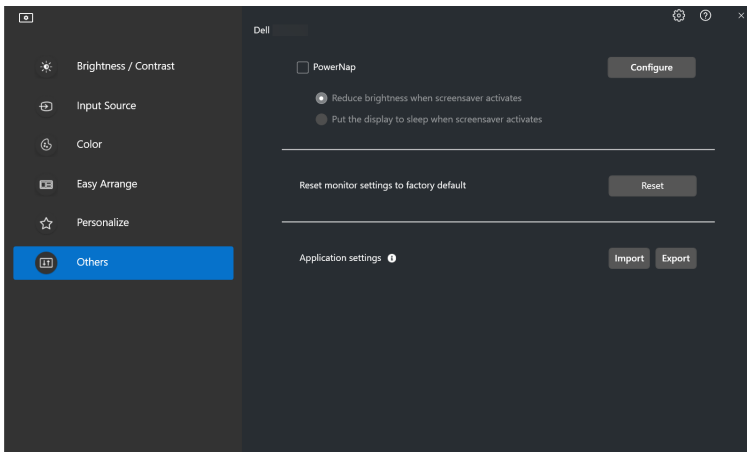 Dell
Brightness / Contrast
Input Source
Color
Easy Arrange
Personalize
Others
PowerNap
Configure
Reduce brightness when screensaver activates
Put the display to sleep when screensaver activates
Reset monitor settings to factory default
Reset
Application settings
Import
Export